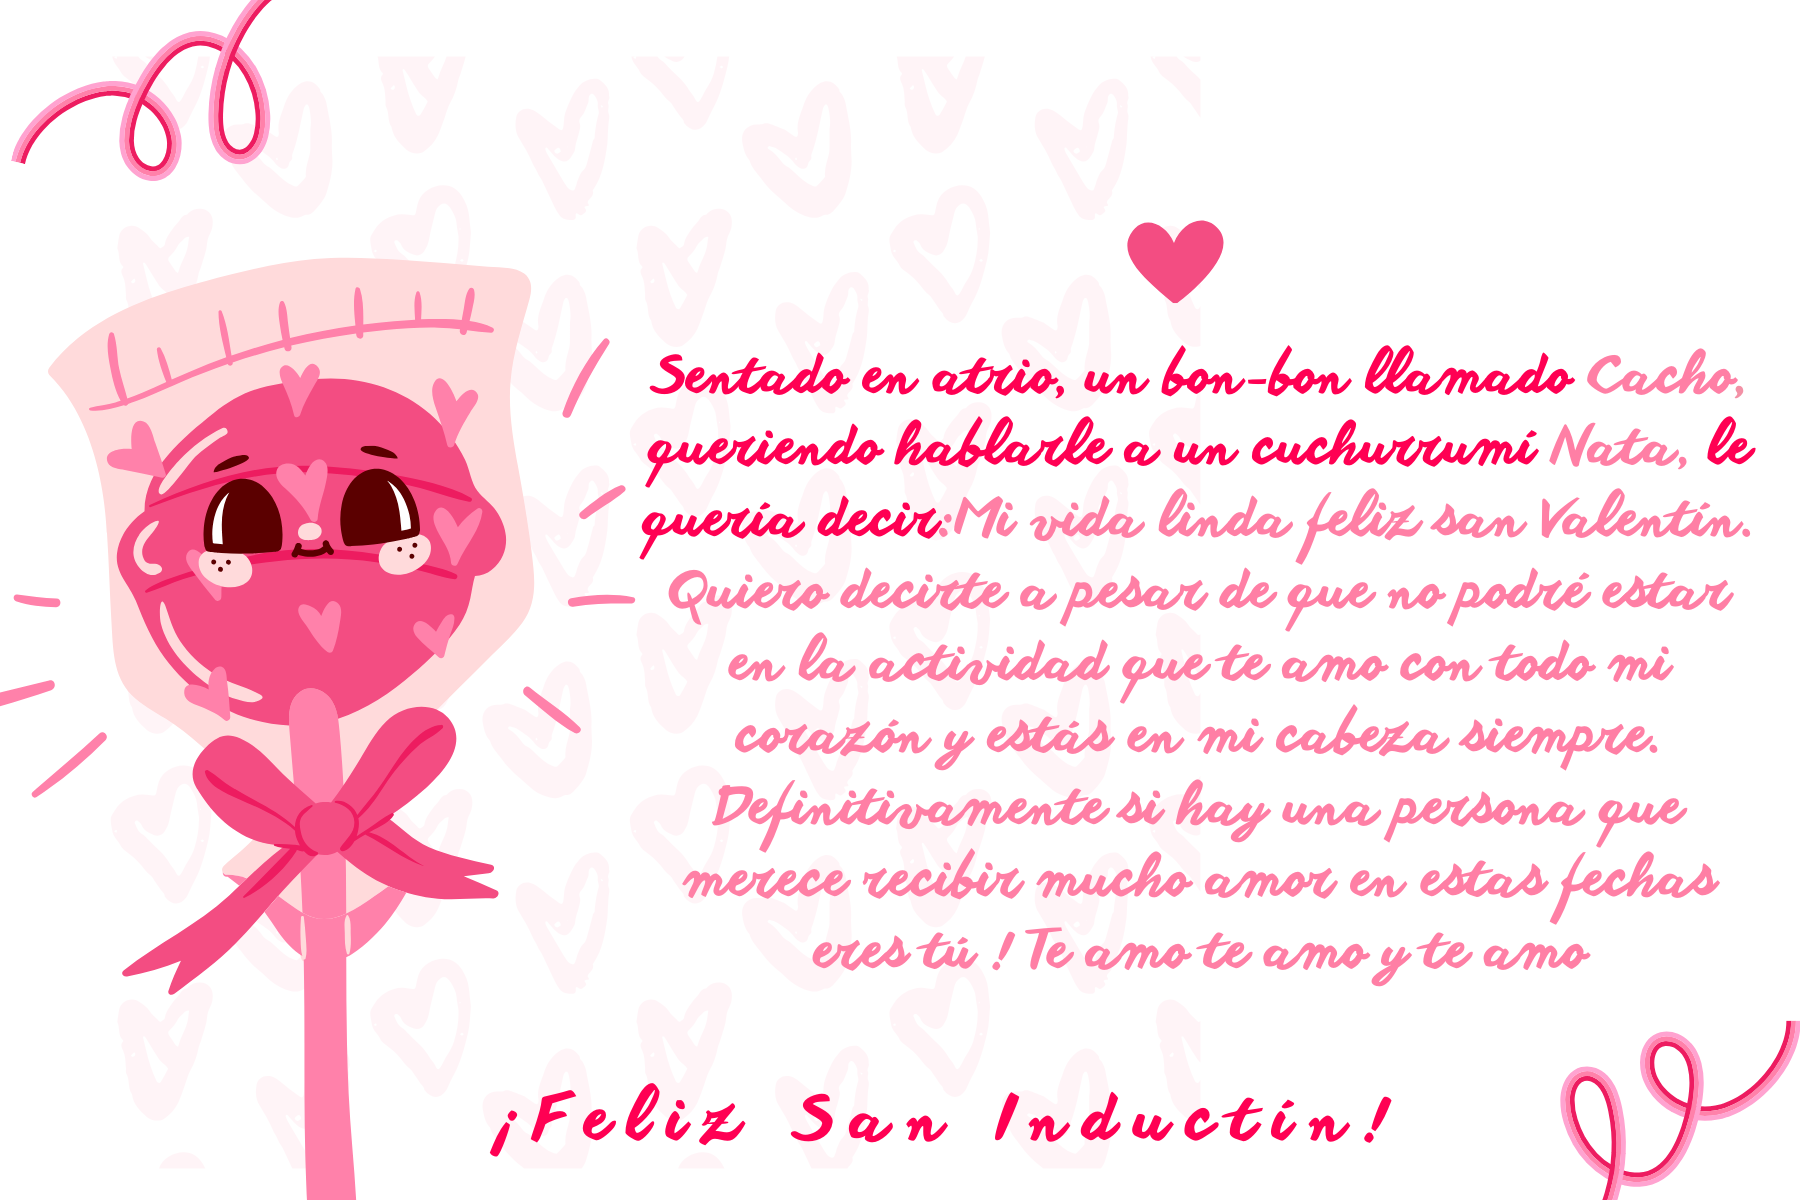 Sentado en atrio, un bon-bon llamado Cacho,
queriendo hablarle a un cuchurrumí Nata, le
quería decir:Mi vida linda feliz san Valentín.
Quiero decirte a pesar de que no podré estar
en la actividad que te amo con todo mi
corazón y estás en mi cabeza siempre.
Definitivamente si hay una persona que
merece recibir mucho amor en estas fechas
eres tú ! Te amo te amo y te amo
¡Feliz San Inductín!